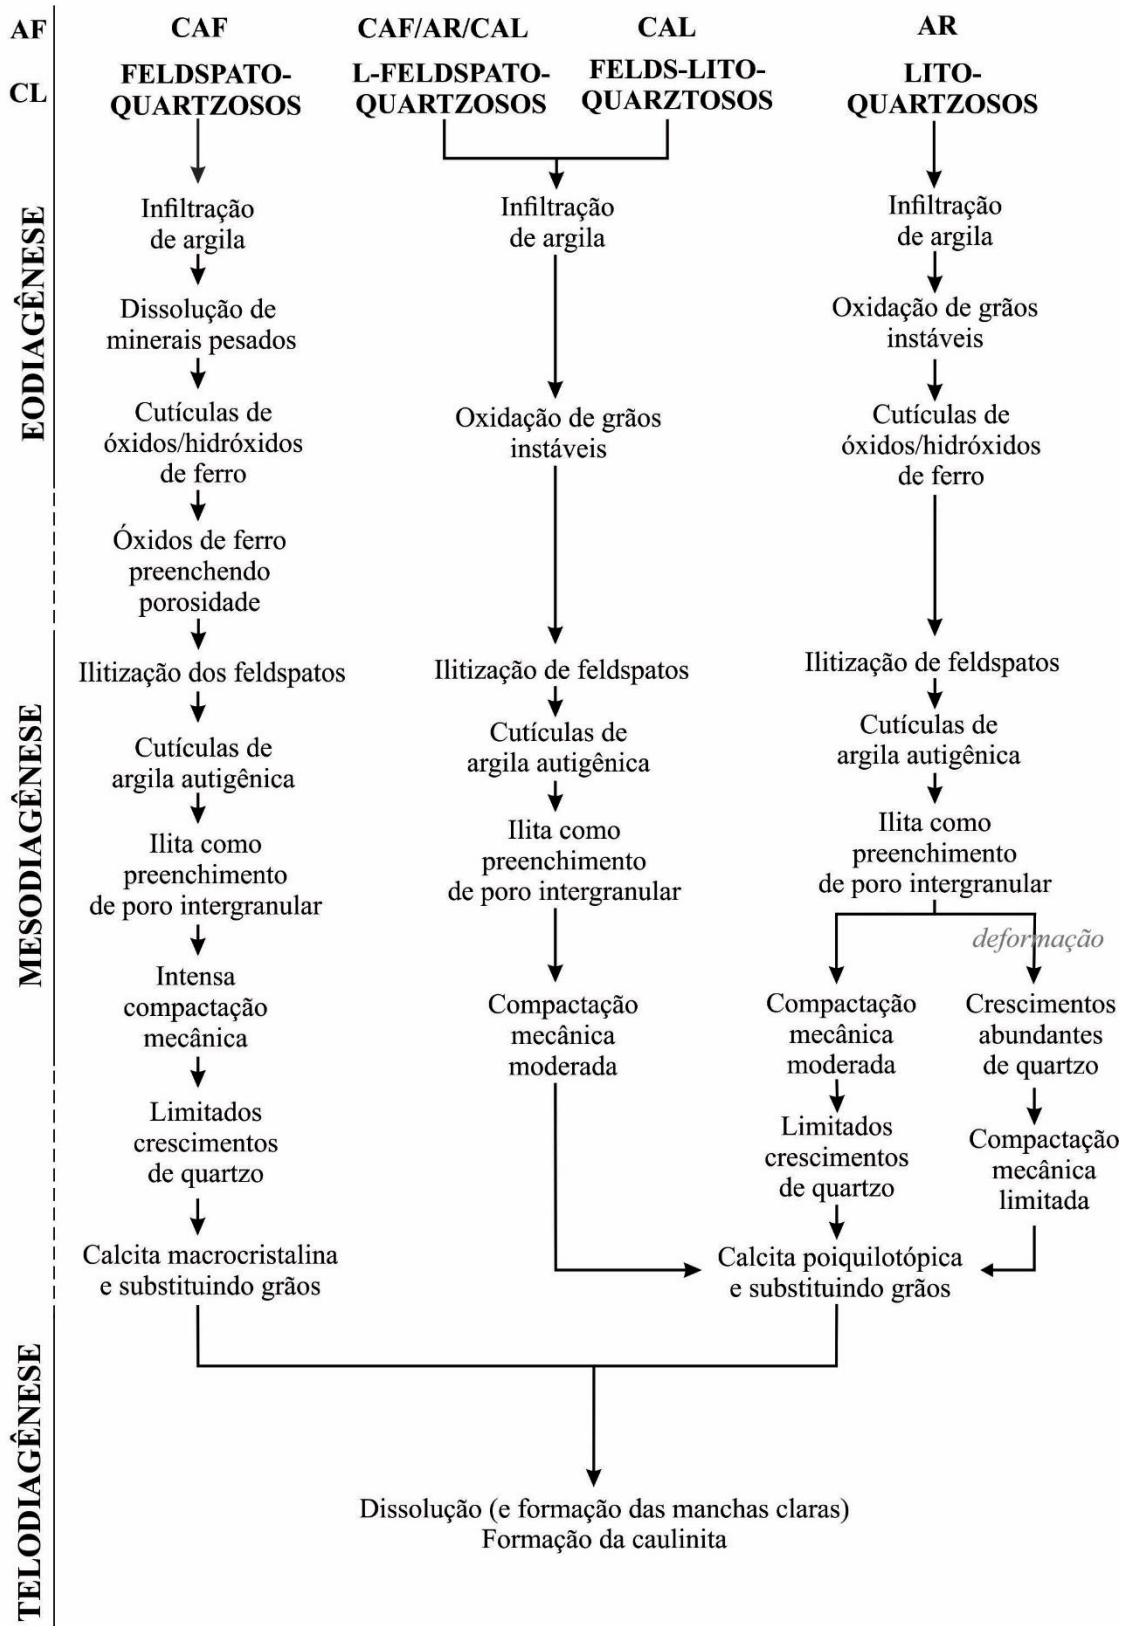 AF
CAF
CAF/AR/CAL
CAL
AR
CL
FELDSPATO-
QUARTZOSOS
L-FELDSPATO-
QUARTZOSOS
FELDS-LITO-
QUARZTOSOS
LITO-
QUARTZOSOS
EODIAGÊNESE
Infiltração
de argila
Dissolução de
minerais pesados
Cutículas de
óxidos/hidróxidos
de ferro
Óxidos de ferro
preenchendo
porosidade
Infiltração
de argila
Oxidação de grãos
instáveis
Infiltração
de argila
Oxidação de grãos
instáveis
Cutículas de
óxidos/hidróxidos
de ferro
MESODIAGÊNESE
Ilitização dos feldspatos
Cutículas de
argila autigênica
Ilita como
preenchimento
de poro intergranular
Intensa
compactação
mecânica
Limitados
crescimentos
de quartzo
Calcita macrocristalina
e substituindo grãos
Ilitização de feldspatos
Cutículas de
argila autigênica
Ilita como
preenchimento
de poro intergranular
Compactação
mecânica
moderada
Ilitização de feldspatos
Cutículas de
argila autigênica
Ilita como
preenchimento
de poro intergranular
deformação
Compactação
mecânica
moderada
Limitados
crescimentos
de quartzo
Crescimentos
abundantes
de quartzo
Compactação
mecânica
limitada
Calcita poiquilotópica
e substituindo grãos
TELODIAGÊNESE
Dissolução (e formação das manchas claras)
Formação da caulinita